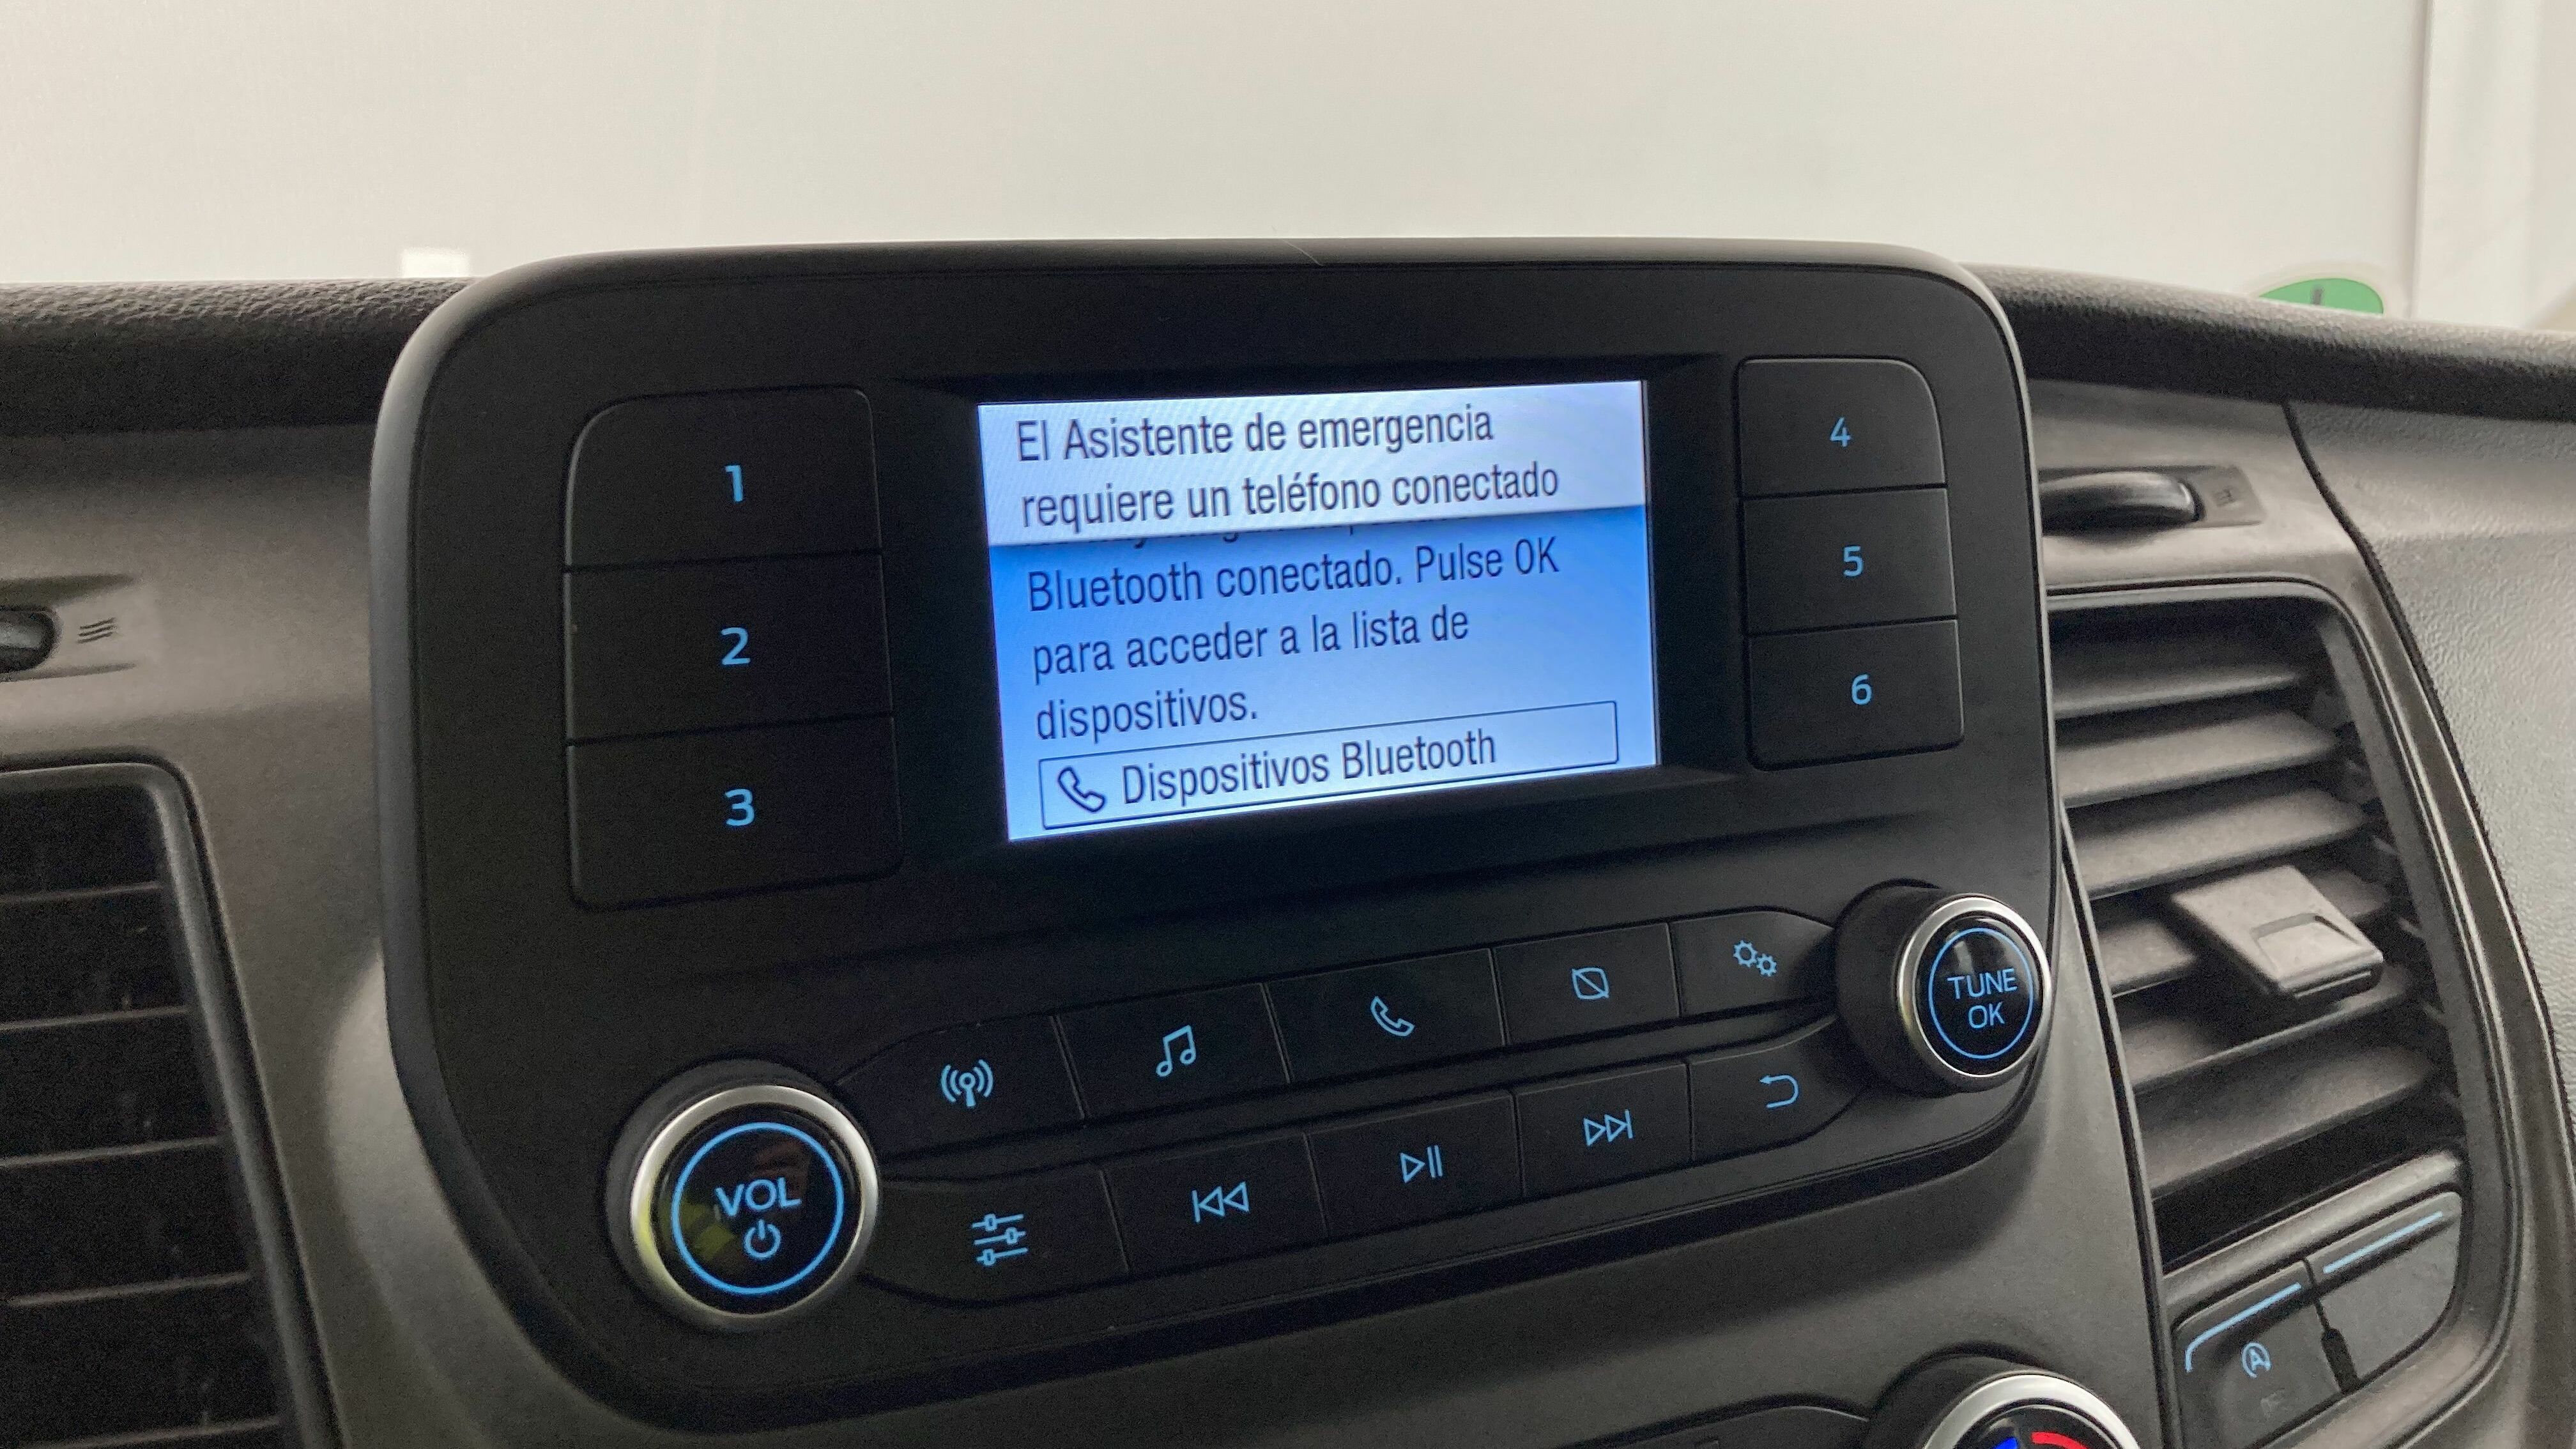 El Asistente de emergencia
requiere un teléfono conectado
Bluetooth conectado. Pulse OK
para acceder a la lista de
dispositivos.
Dispositivos Bluetooth
1
2
3
4
5
6
VOL
TUNE
OK
A